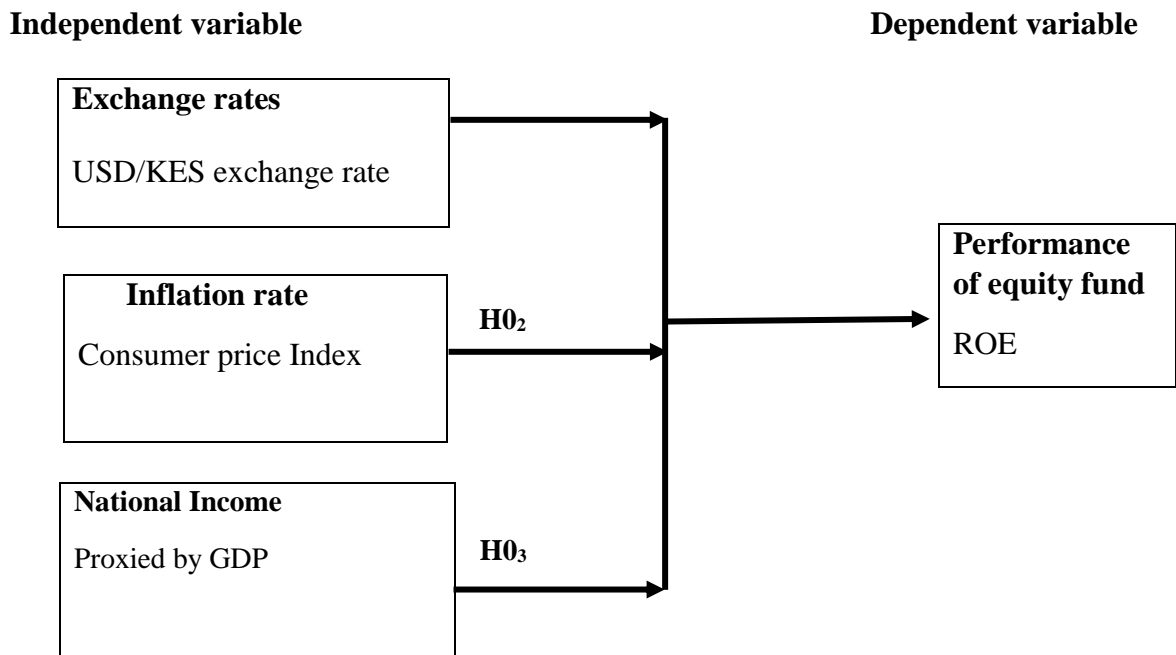 Independent variable
Dependent variable
Exchange rates
USD/KES exchange rate
Inflation rate
Consumer price Index
H0₂
National Income
Proxied by GDP
H0₃
Performance
of equity fund
ROE